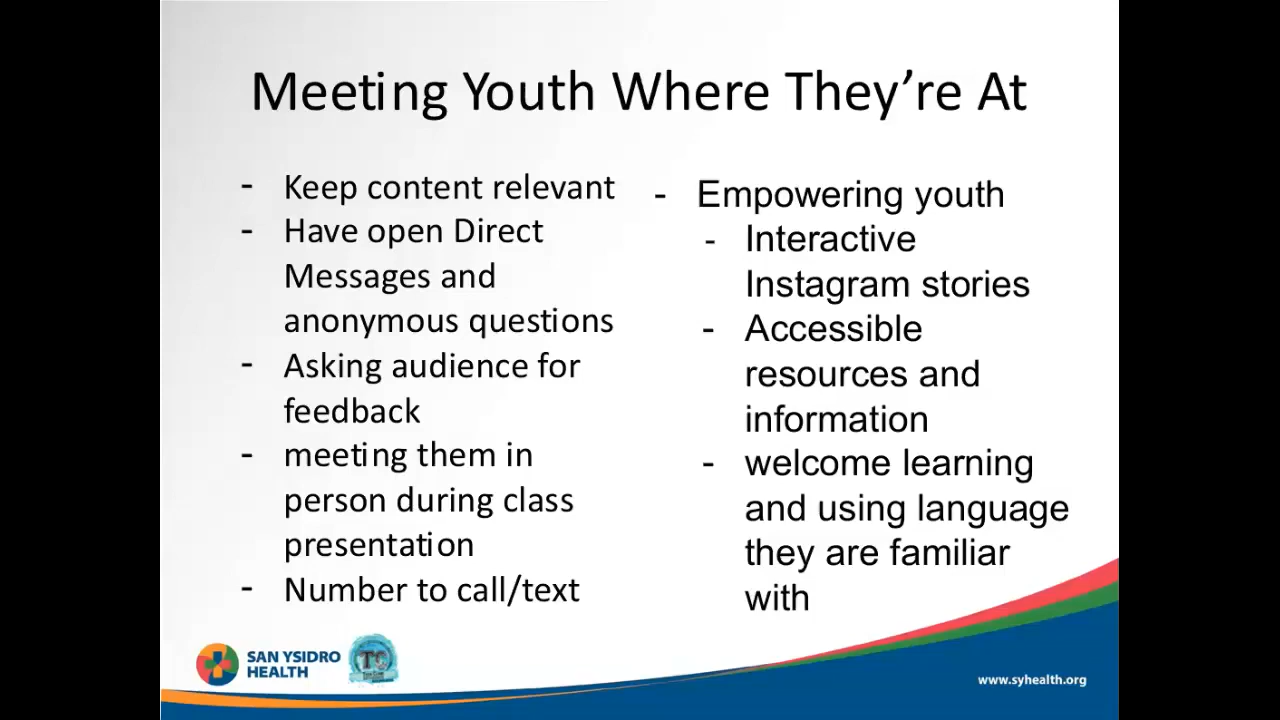 Meeting Youth Where They’re At
- Keep content relevant
- Have open Direct
Messages and
anonymous questions
- Asking audience for
feedback
- meeting them in
person during class
presentation
- Number to call/text
- Empowering youth
- Interactive
Instagram stories
- Accessible
resources and
information
- welcome learning
and using language
they are familiar
with
SAN YSIDRO
HEALTH
TC
www.syhealth.org